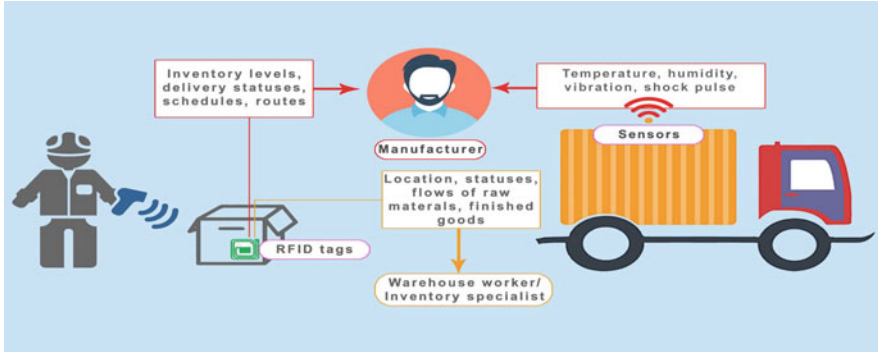 Inventory levels,
delivery statuses,
schedules, routes
Temperature, humidity,
vibration, shock pulse
Manufacturer
Sensors
Location, statuses,
flows of raw
materals, finished
goods
RFID tags
Warehouse worker/
Inventory specialist